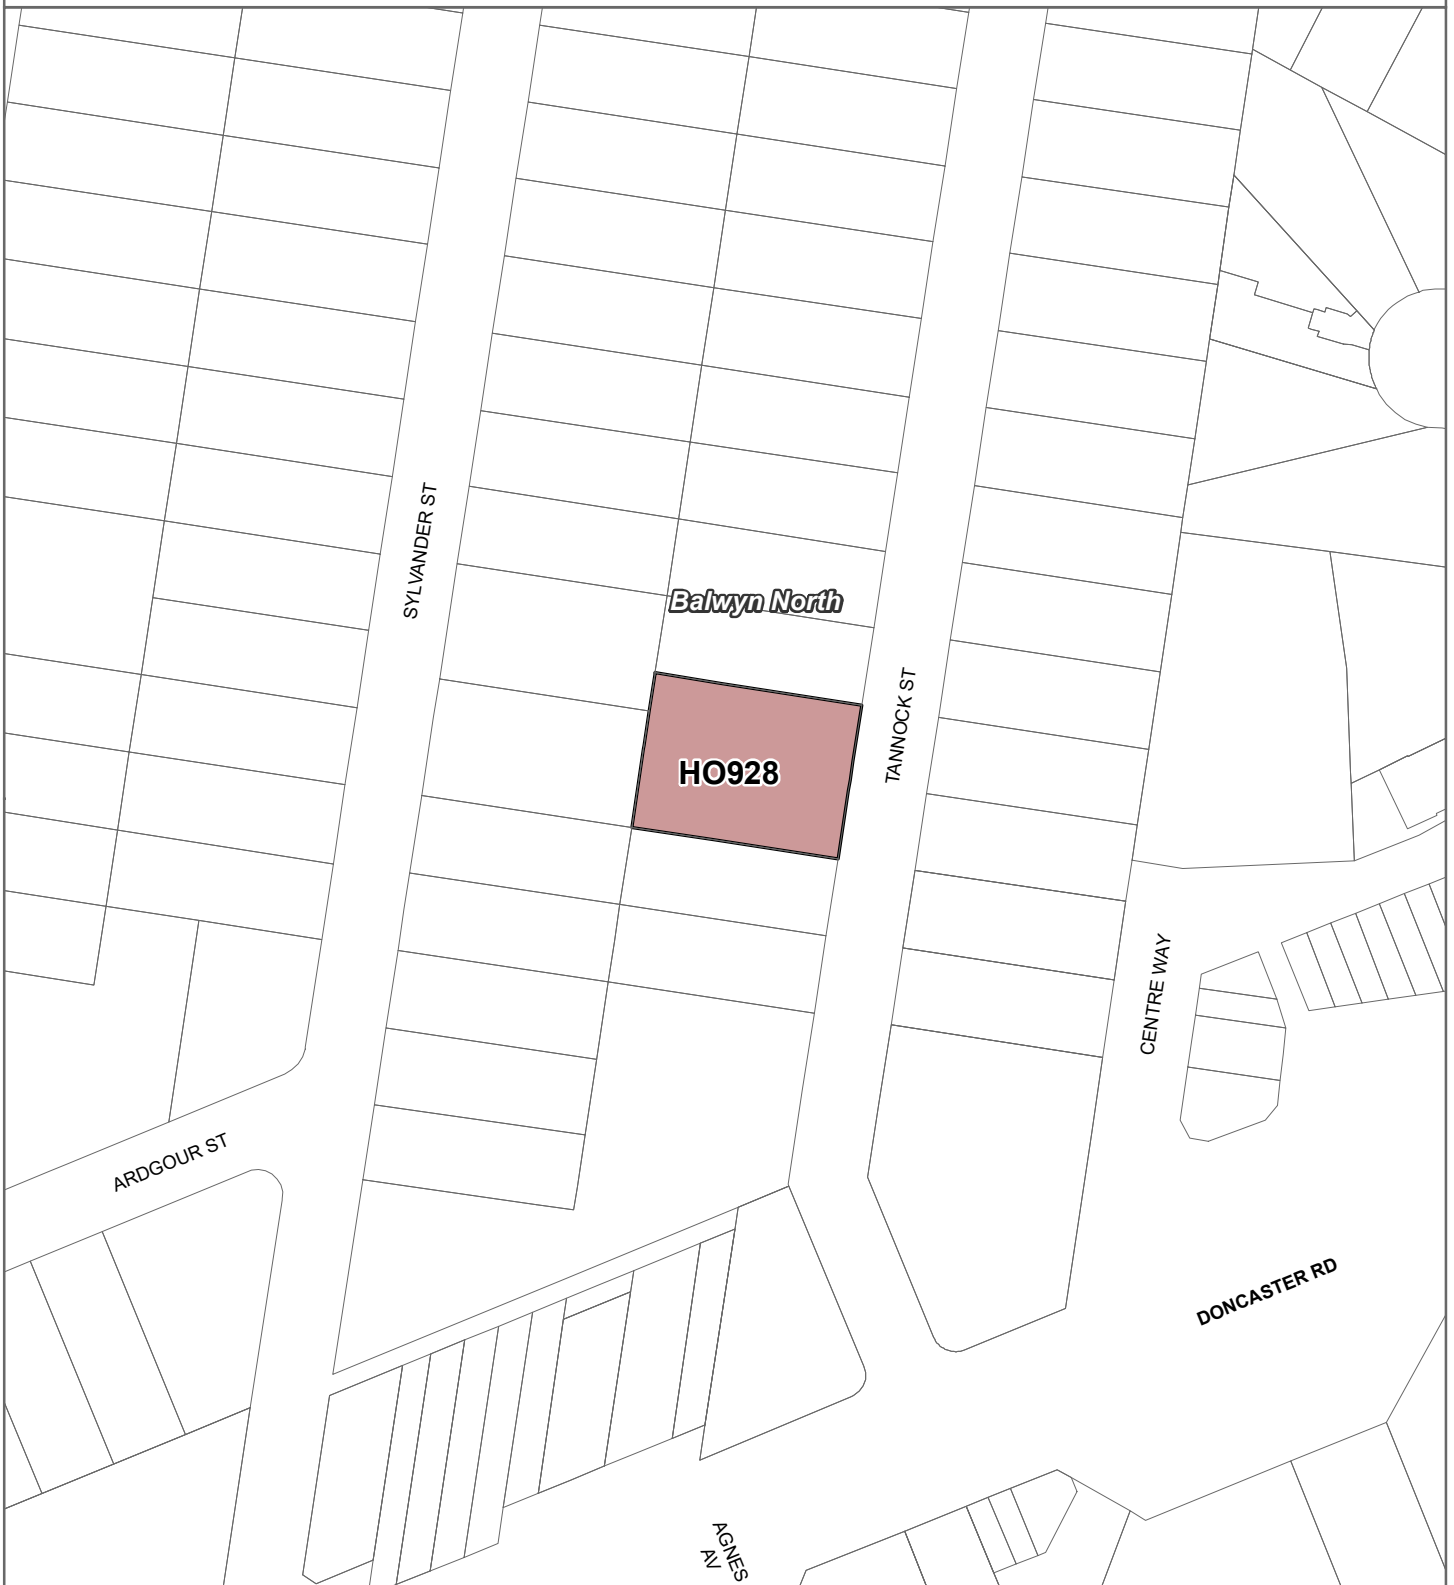 SYLVANDER ST
Balwyn North
TANNOCK ST
HO928
CENTRE WAY
ARDGOUR ST
DONCASTER RD
AGNES
AV